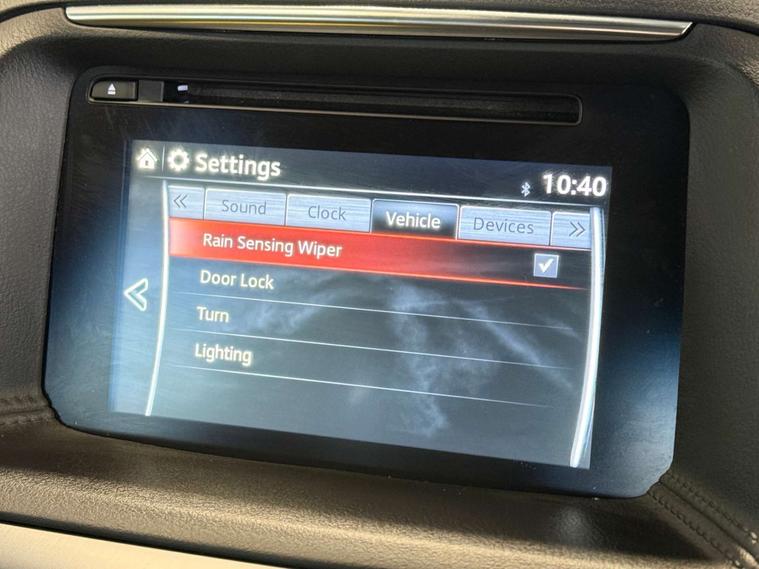 Settings
10:40
Sound
Clock
Vehicle
Devices
Rain Sensing Wiper
Door Lock
Turn
Lighting